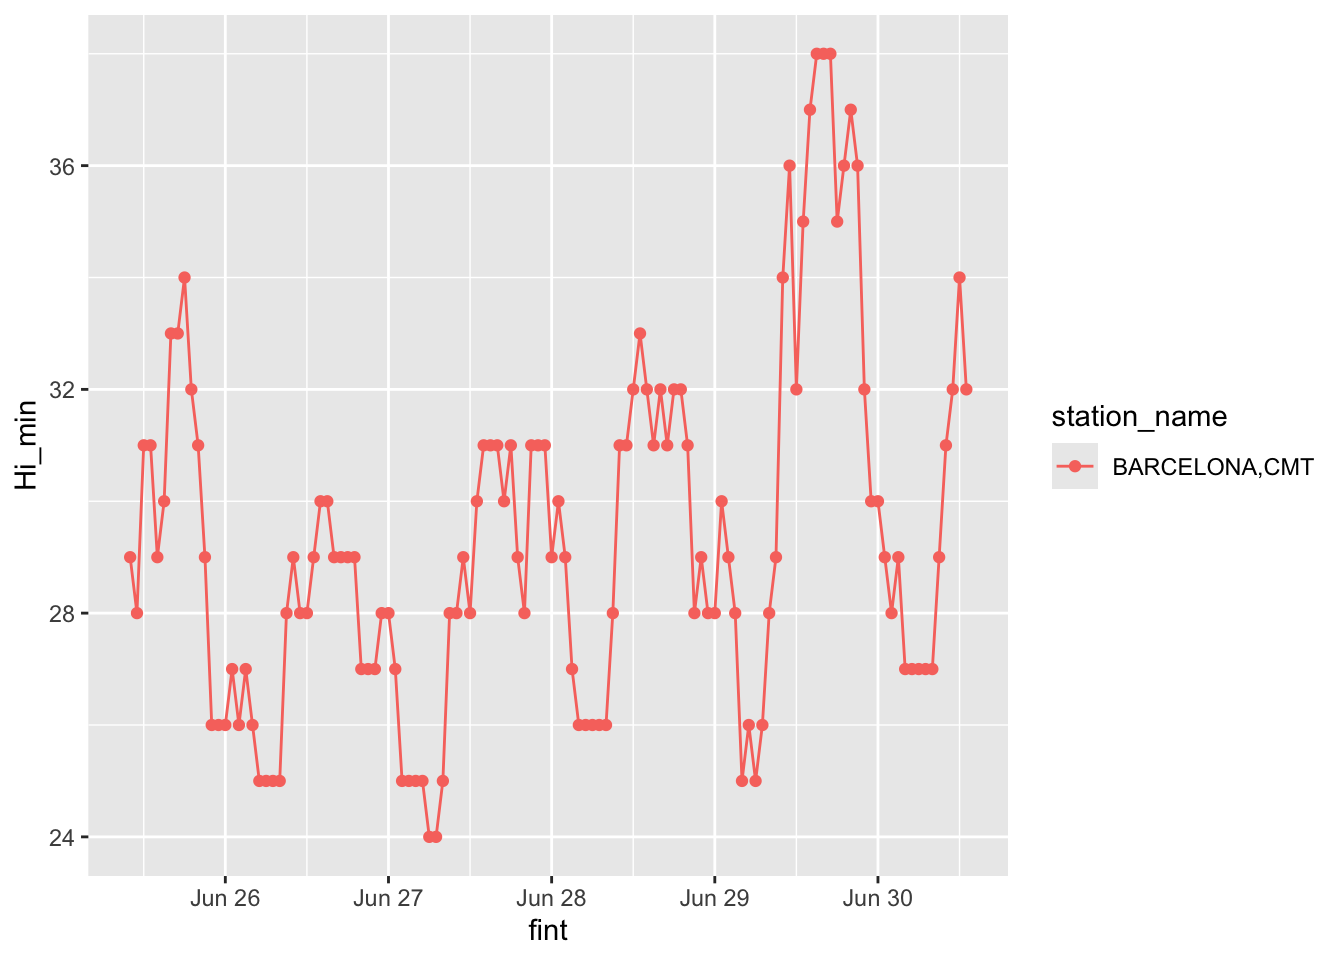 36
32
28
24
Hi_min
Jun 26
Jun 27
Jun 28
Jun 29
Jun 30
fint
station_name
BARCELONA,CMT